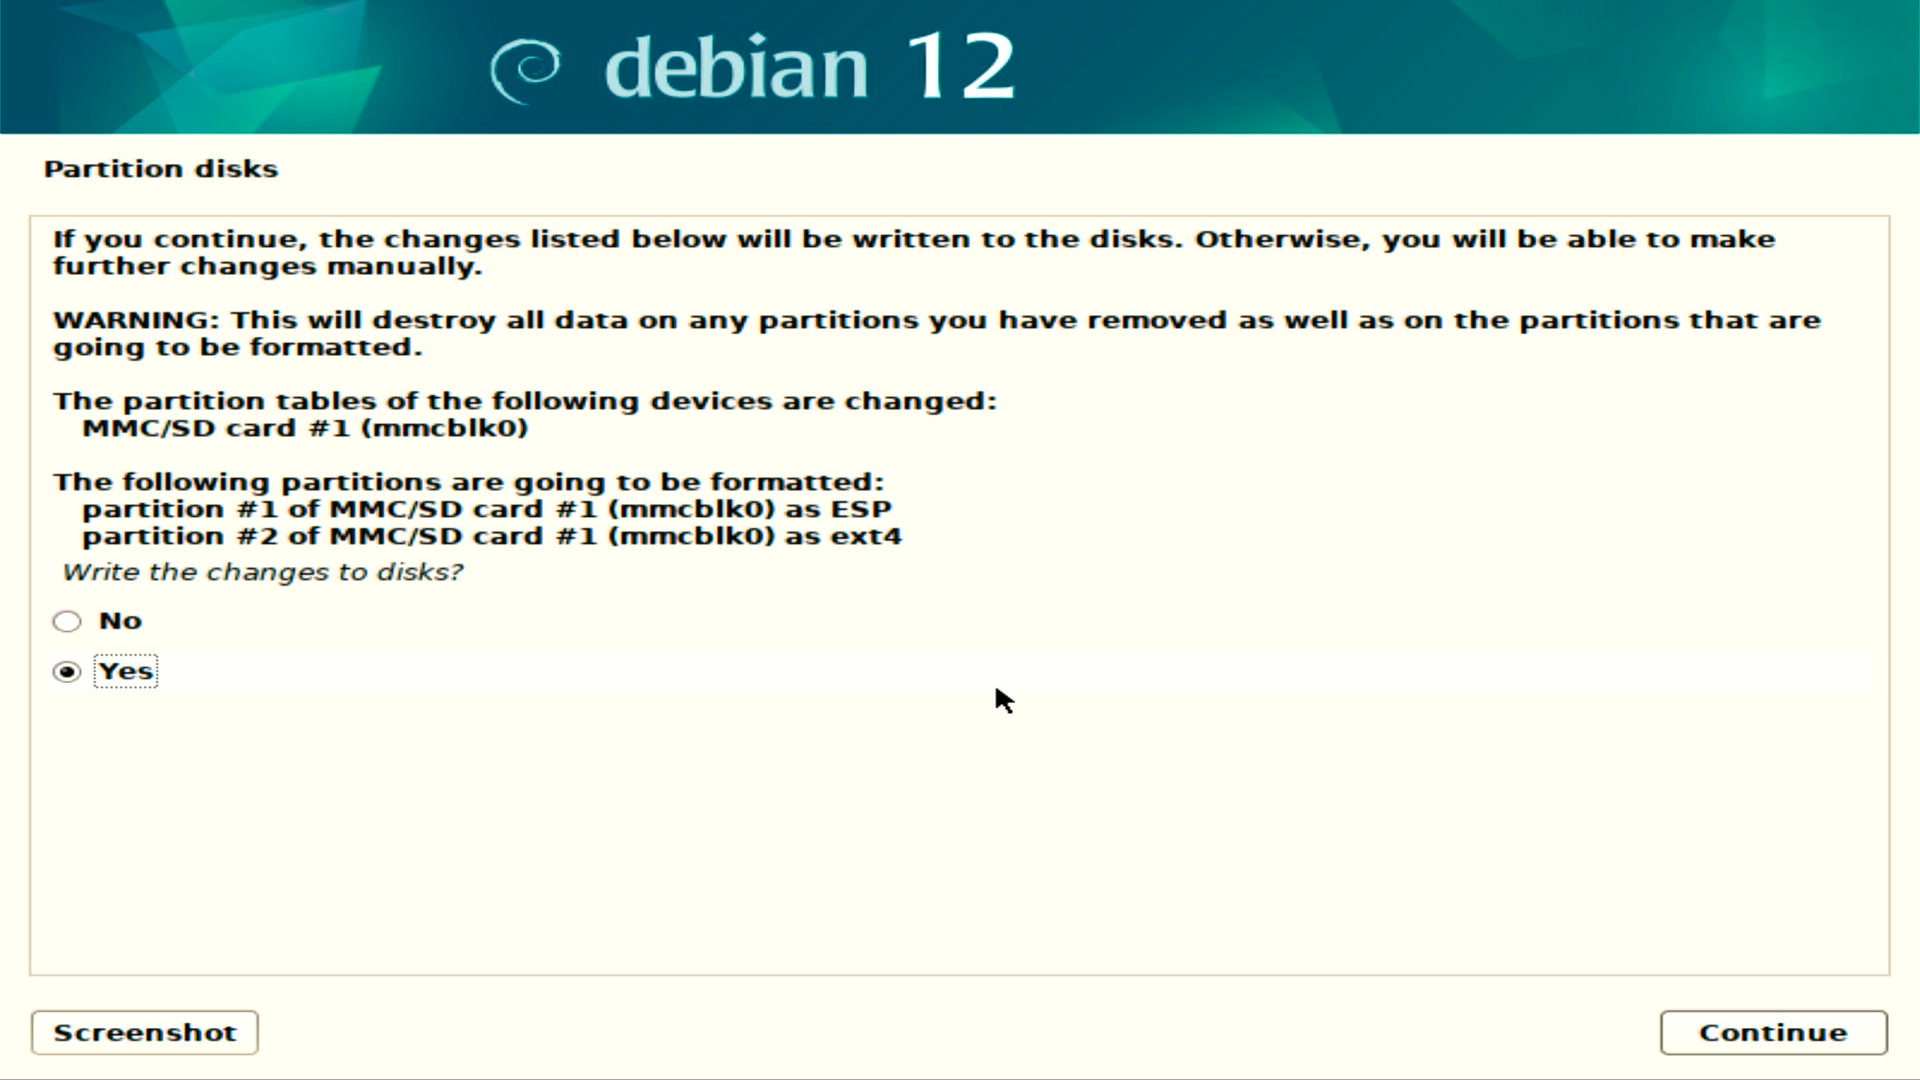 debian 12
Partition disks
If you continue, the changes listed below will be written to the disks. Otherwise, you will be able to make
further changes manually.
WARNING: This will destroy all data on any partitions you have removed as well as on the partitions that are
going to be formatted.
The partition tables of the following devices are changed:
MMC/SD card #1 (mmcblk0)
The following partitions are going to be formatted:
partition #1 of MMC/SD card #1 (mmcblk0) as ESP
partition #2 of MMC/SD card #1 (mmcblk0) as ext4
Write the changes to disks?
No
Yes
Screenshot
Continue